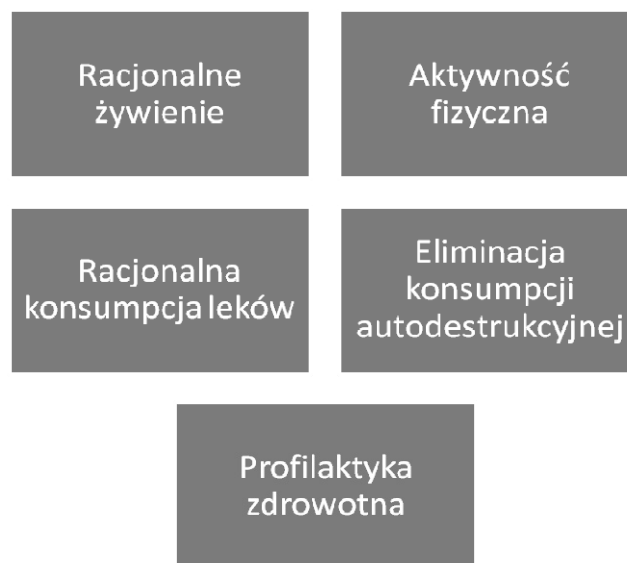 Racjonalne
żywienie
Aktywność
fizyczna
Racjonalna
konsumpcja leków
Eliminacja
konsumpcji
autodestrukcyjnej
Profilaktyka
zdrowotna